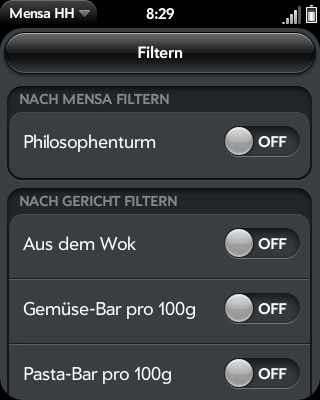 Mensa HH 8:29
Filtern
NACH MENSA FILTERN
Philosophenturm OFF
NACH GERICHT FILTERN
Aus dem Wok OFF
Gemüse-Bar pro 100g OFF
Pasta-Bar pro 100g OFF